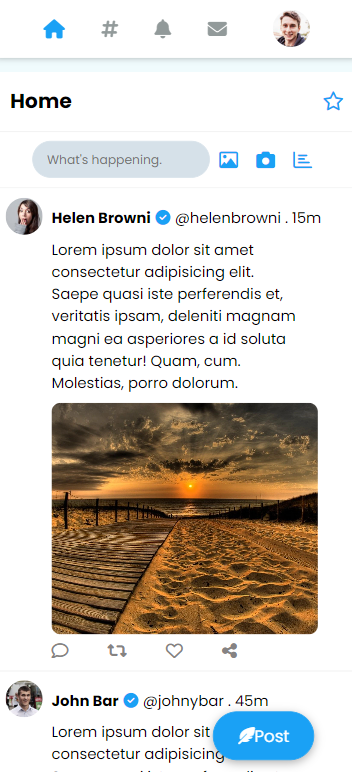 Home
What's happening.
Helen Browni @helenbrowni . 15m
Lorem ipsum dolor sit amet
consectetur adipisicing elit.
Saepe quasi iste perferendis et,
veritatis ipsam, deleniti magnam
magni ea asperiores a id soluta
quia tenetur! Quam, cum.
Molestias, porro dolorum.
John Bar @johnybar . 45m
Lorem ipsum dolor sit
consectetur adipisicing
Post